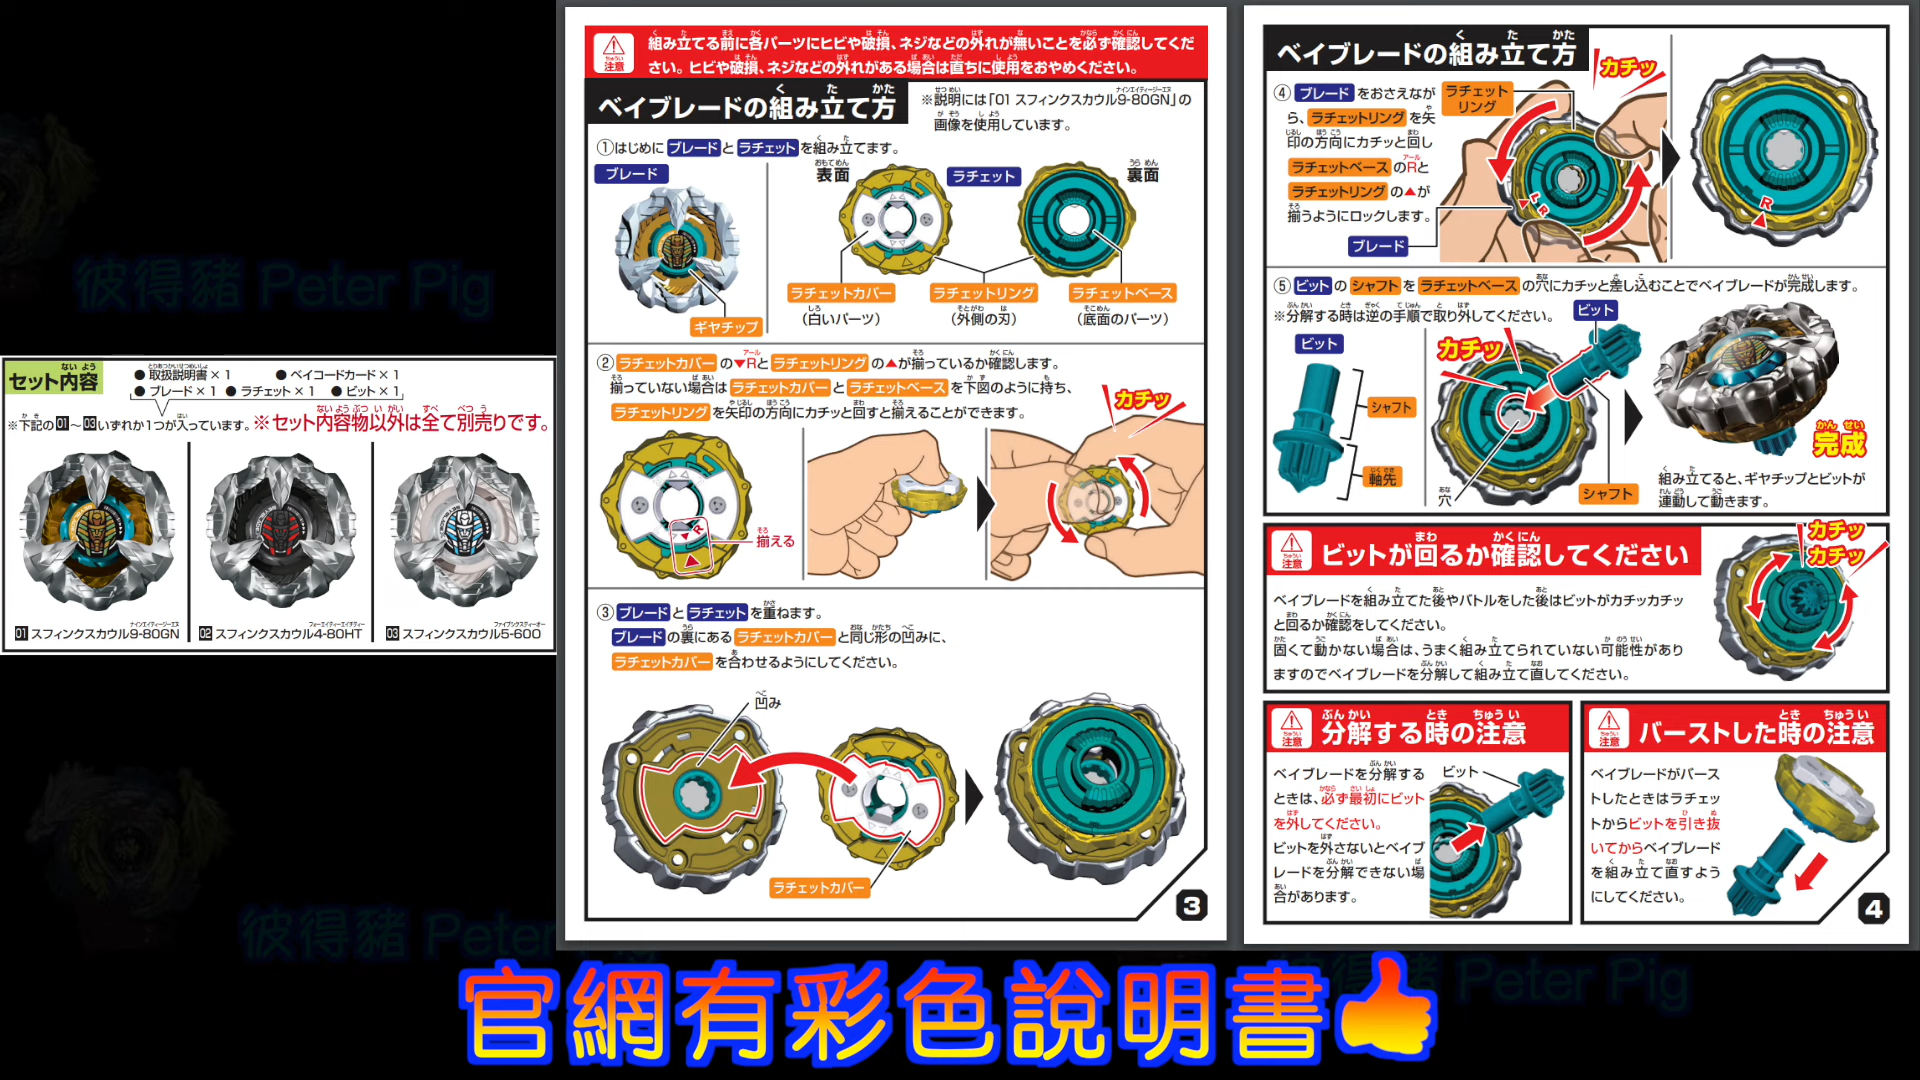 彼得豬 Peter Pig
セット内容
●取扱説明書×1 ●ベイコードカード×1
●ブレード×1 ●ラチェット×1 ●ビット×1
※下記の01～03いずれか1つが入っています。※セット内容物以外は全て別売りです。
01 スフィンクスカウル9-80GN
02 スフィンクスカウル4-80HT
03 スフィンクスカウル5-60O
彼得豬 Peter
注意
組み立てる前に各パーツにヒビや破損、ネジなどの外れが無いことを必ず確認してくだ
さい。ヒビや破損、ネジなどの外れがある場合は直ちに使用をおやめください。
ベイブレードの組み立て方
※説明には「01 スフィンクスカウル9-80GN」の
画像を使用しています。
①はじめにブレードとラチェットを組み立てます。
ブレード
ギヤチップ
表面
ラチェット
裏面
ラチェットカバー
(白いパーツ)
ラチェットリング
(外側の刃)
ラチェットベース
(底面のパーツ)
②ラチェットカバーの▼Rとラチェットリングの▲が揃っているか確認します。
揃っていない場合はラチェットカバーとラチェットベースを下図のように持ち、
ラチェットリングを矢印の方向にカチッと回すと揃えることができます。
R
揃える
カチッ
③ブレードとラチェットを重ねます。
ブレードの裏にあるラチェットカバーと同じ形の凹みに、
ラチェットカバーを合わせるようにしてください。
凹み
ラチェットカバー
3
ベイブレードの組み立て方
④ブレードをおさえなが
ら、ラチェットリングを矢
印の方向にカチッと回し
ラチェットベースのRと
ラチェットリングの▲が
揃うようにロックします。
ラチェット
リング
カチッ
L R
ブレード
R
⑤ビットのシャフトをラチェットベースの穴にカチッと差し込むことでベイブレードが完成します。
※分解する時は逆の手順で取り外してください。
ビット
シャフト
軸先
カチッ
ビット
穴
シャフト
完成
組み立てると、ギヤチップとビットが
連動して動きます。
注意
ビットが回るか確認してください
ベイブレードを組み立てた後やバトルをした後はビットがカチッカチッ
と回るか確認をしてください。
固くて動かない場合は、うまく組み立てられていない可能性があり
ますのでベイブレードを分解して組み立て直してください。
カチッ
カチッ
注意
分解する時の注意
ベイブレードを分解する
ときは、必ず最初にビット
を外してください。
ビットを外さないとベイブ
レードを分解できない場
合があります。
ビット
注意
バーストした時の注意
ベイブレードがバース
トしたときはラチェッ
トからビットを引き抜
いてからベイブレード
を組み立て直すよう
にしてください。
4
得豬 Peter Pig
官網有彩色說明書